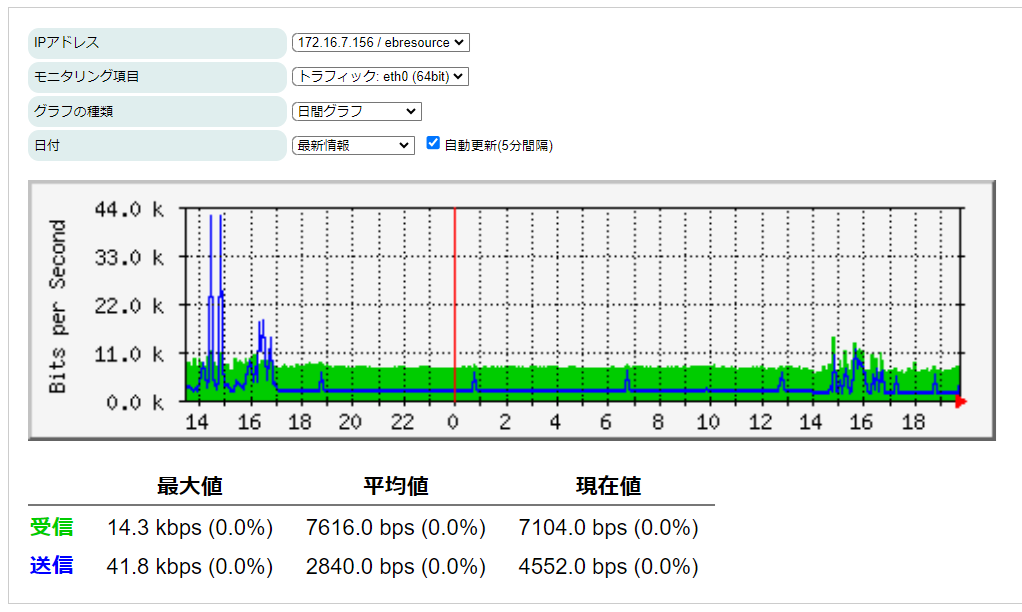 IPアドレス 172.16.7.156 / ebresource
モニタリング項目 トラフィック: eth0 (64bit)
グラフの種類 日間グラフ
日付 最新情報 自動更新(5分間隔)
Bits per Second
44.0 k
33.0 k
22.0 k
11.0 k
0.0 k
14 16 18 20 22 0 2 4 6 8 10 12 14 16 18
最大値 平均値 現在値
受信 14.3 kbps (0.0%) 7616.0 bps (0.0%) 7104.0 bps (0.0%)
送信 41.8 kbps (0.0%) 2840.0 bps (0.0%) 4552.0 bps (0.0%)